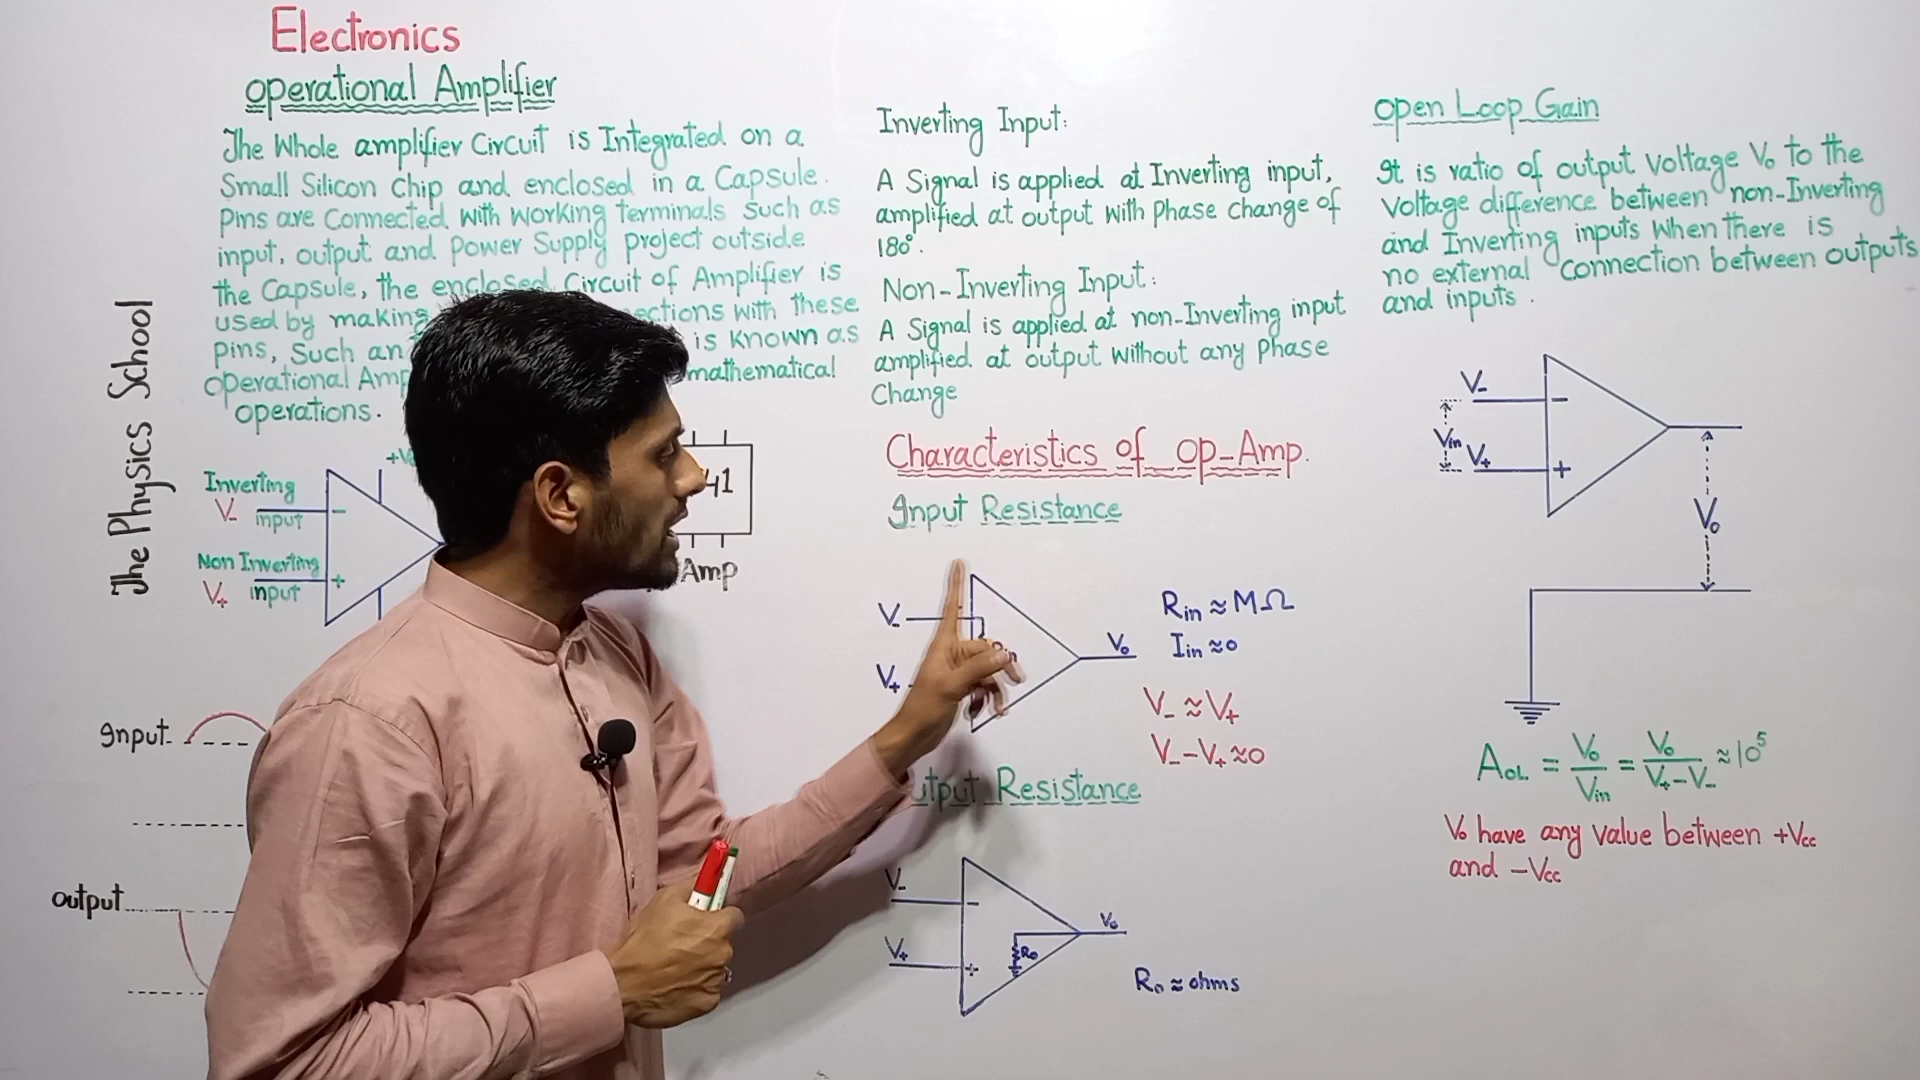 Electronics
Operational Amplifier
The Whole amplifier Circuit is Integrated on a
Small Silicon Chip and enclosed in a Capsule.
Pins are Connected with working terminals Such as
input, output and Power Supply project outside
the Capsule, the enclosed Circuit of Amplifier is
used by making ections with these
pins, Such an is known as
Operational Amp mathematical
operations.
The Physics School
Inverting
V- input
Non Inverting
V+ input
-
+
+V
41
Amp
Input
output
Inverting Input:
A Signal is applied at Inverting input,
amplified at output with Phase change of
180°.
Non-Inverting Input:
A Signal is applied at non-Inverting input
amplified at output without any Phase
Change
Characteristics of Op-Amp.
Input Resistance
V-
V+
in
Vo
Rin ≈ MΩ
Iin ≈ 0
V- ≈ V+
V- - V+ ≈ 0
utput Resistance
V-
V+
-
+
Ro
Vo
Ro ≈ ohms
Open Loop Gain
It is ratio of output voltage Vo to the
Voltage difference between non-Inverting
and Inverting inputs when there is
no external Connection between outputs
and inputs.
V-
Vin
V+
-
+
Vo
AOL = Vo/Vin = Vo/V+-V- ≈ 10⁵
Vo have any value between +Vcc
and -Vcc